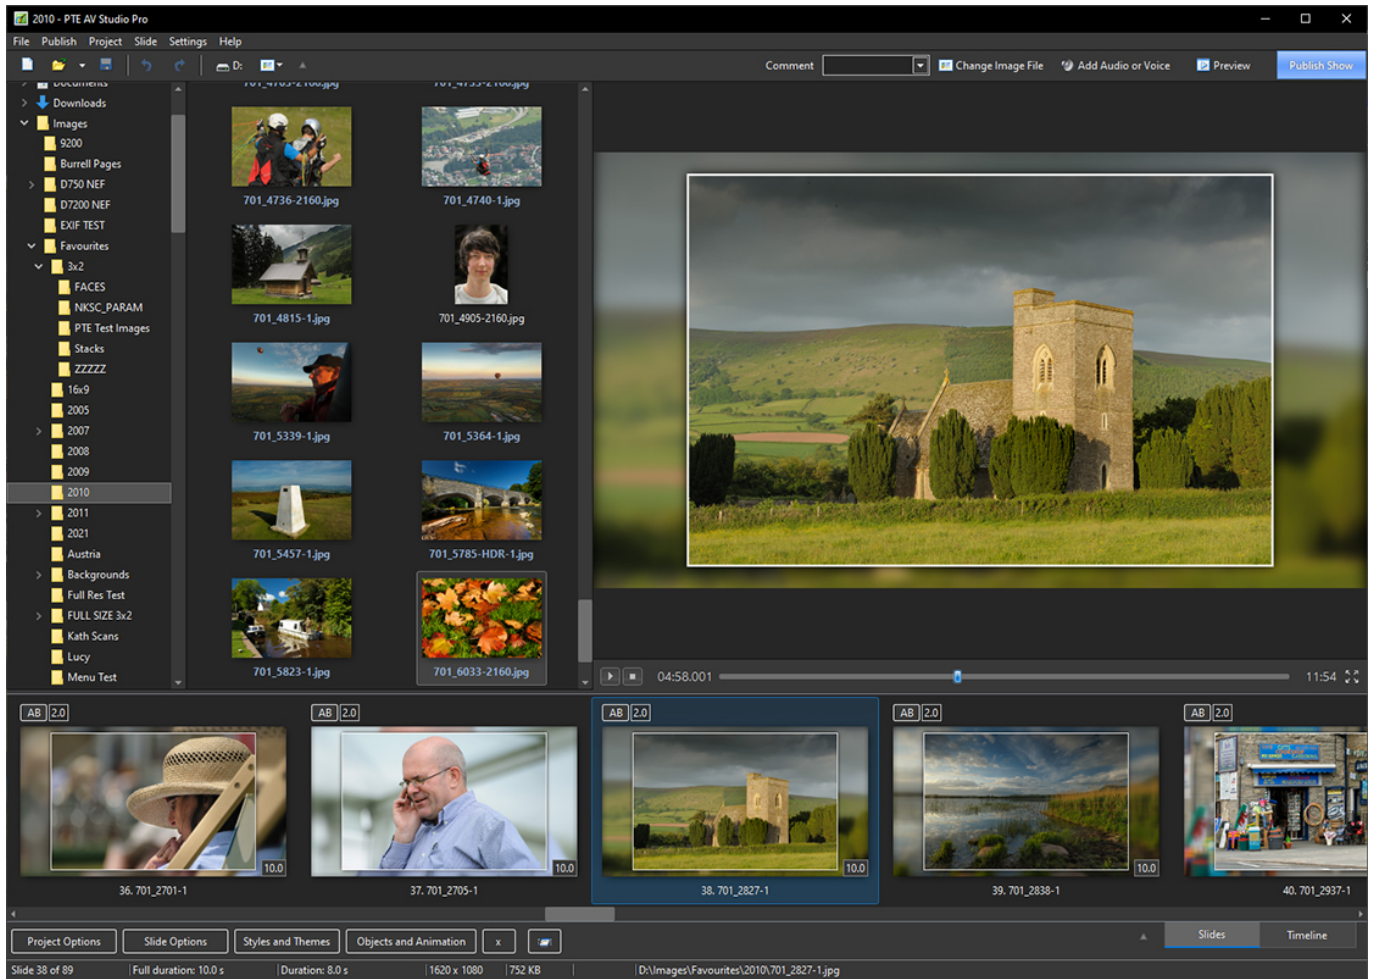 2010 - PTE AV Studio Pro
File Publish Project Slide Settings Help
D: Comment Change Image File Add Audio or Voice Preview Publish Show
Documents
Downloads
Images
9200
Burrell Pages
D750 NEF
D7200 NEF
EXIF TEST
Favourites
3x2
FACES
NKSC_PARAM
PTE Test Images
Stacks
ZZZZZ
16x9
2005
2007
2008
2009
2010
2011
2021
Austria
Backgrounds
Full Res Test
FULL SIZE 3x2
Kath Scans
Lucy
Menu Test
701_4703-2160.jpg 701_4733-2160.jpg
701_4736-2160.jpg 701_4740-1.jpg
701_4815-1.jpg 701_4905-2160.jpg
701_5339-1.jpg 701_5364-1.jpg
701_5457-1.jpg 701_5785-HDR-1.jpg
701_5823-1.jpg 701_6033-2160.jpg
04:58.001 11:54
AB 2.0 AB 2.0 AB 2.0 AB 2.0 AB 2.0
10.0 10.0 10.0 10.0
36. 701_2701-1 37. 701_2705-1 38. 701_2827-1 39. 701_2838-1 40. 701_2937-1
Project Options Slide Options Styles and Themes Objects and Animation x Slides Timeline
Slide 38 of 89 Full duration: 10.0 s Duration: 8.0 s 1620 x 1080 752 KB D:\Images\Favourites\2010\701_2827-1.jpg